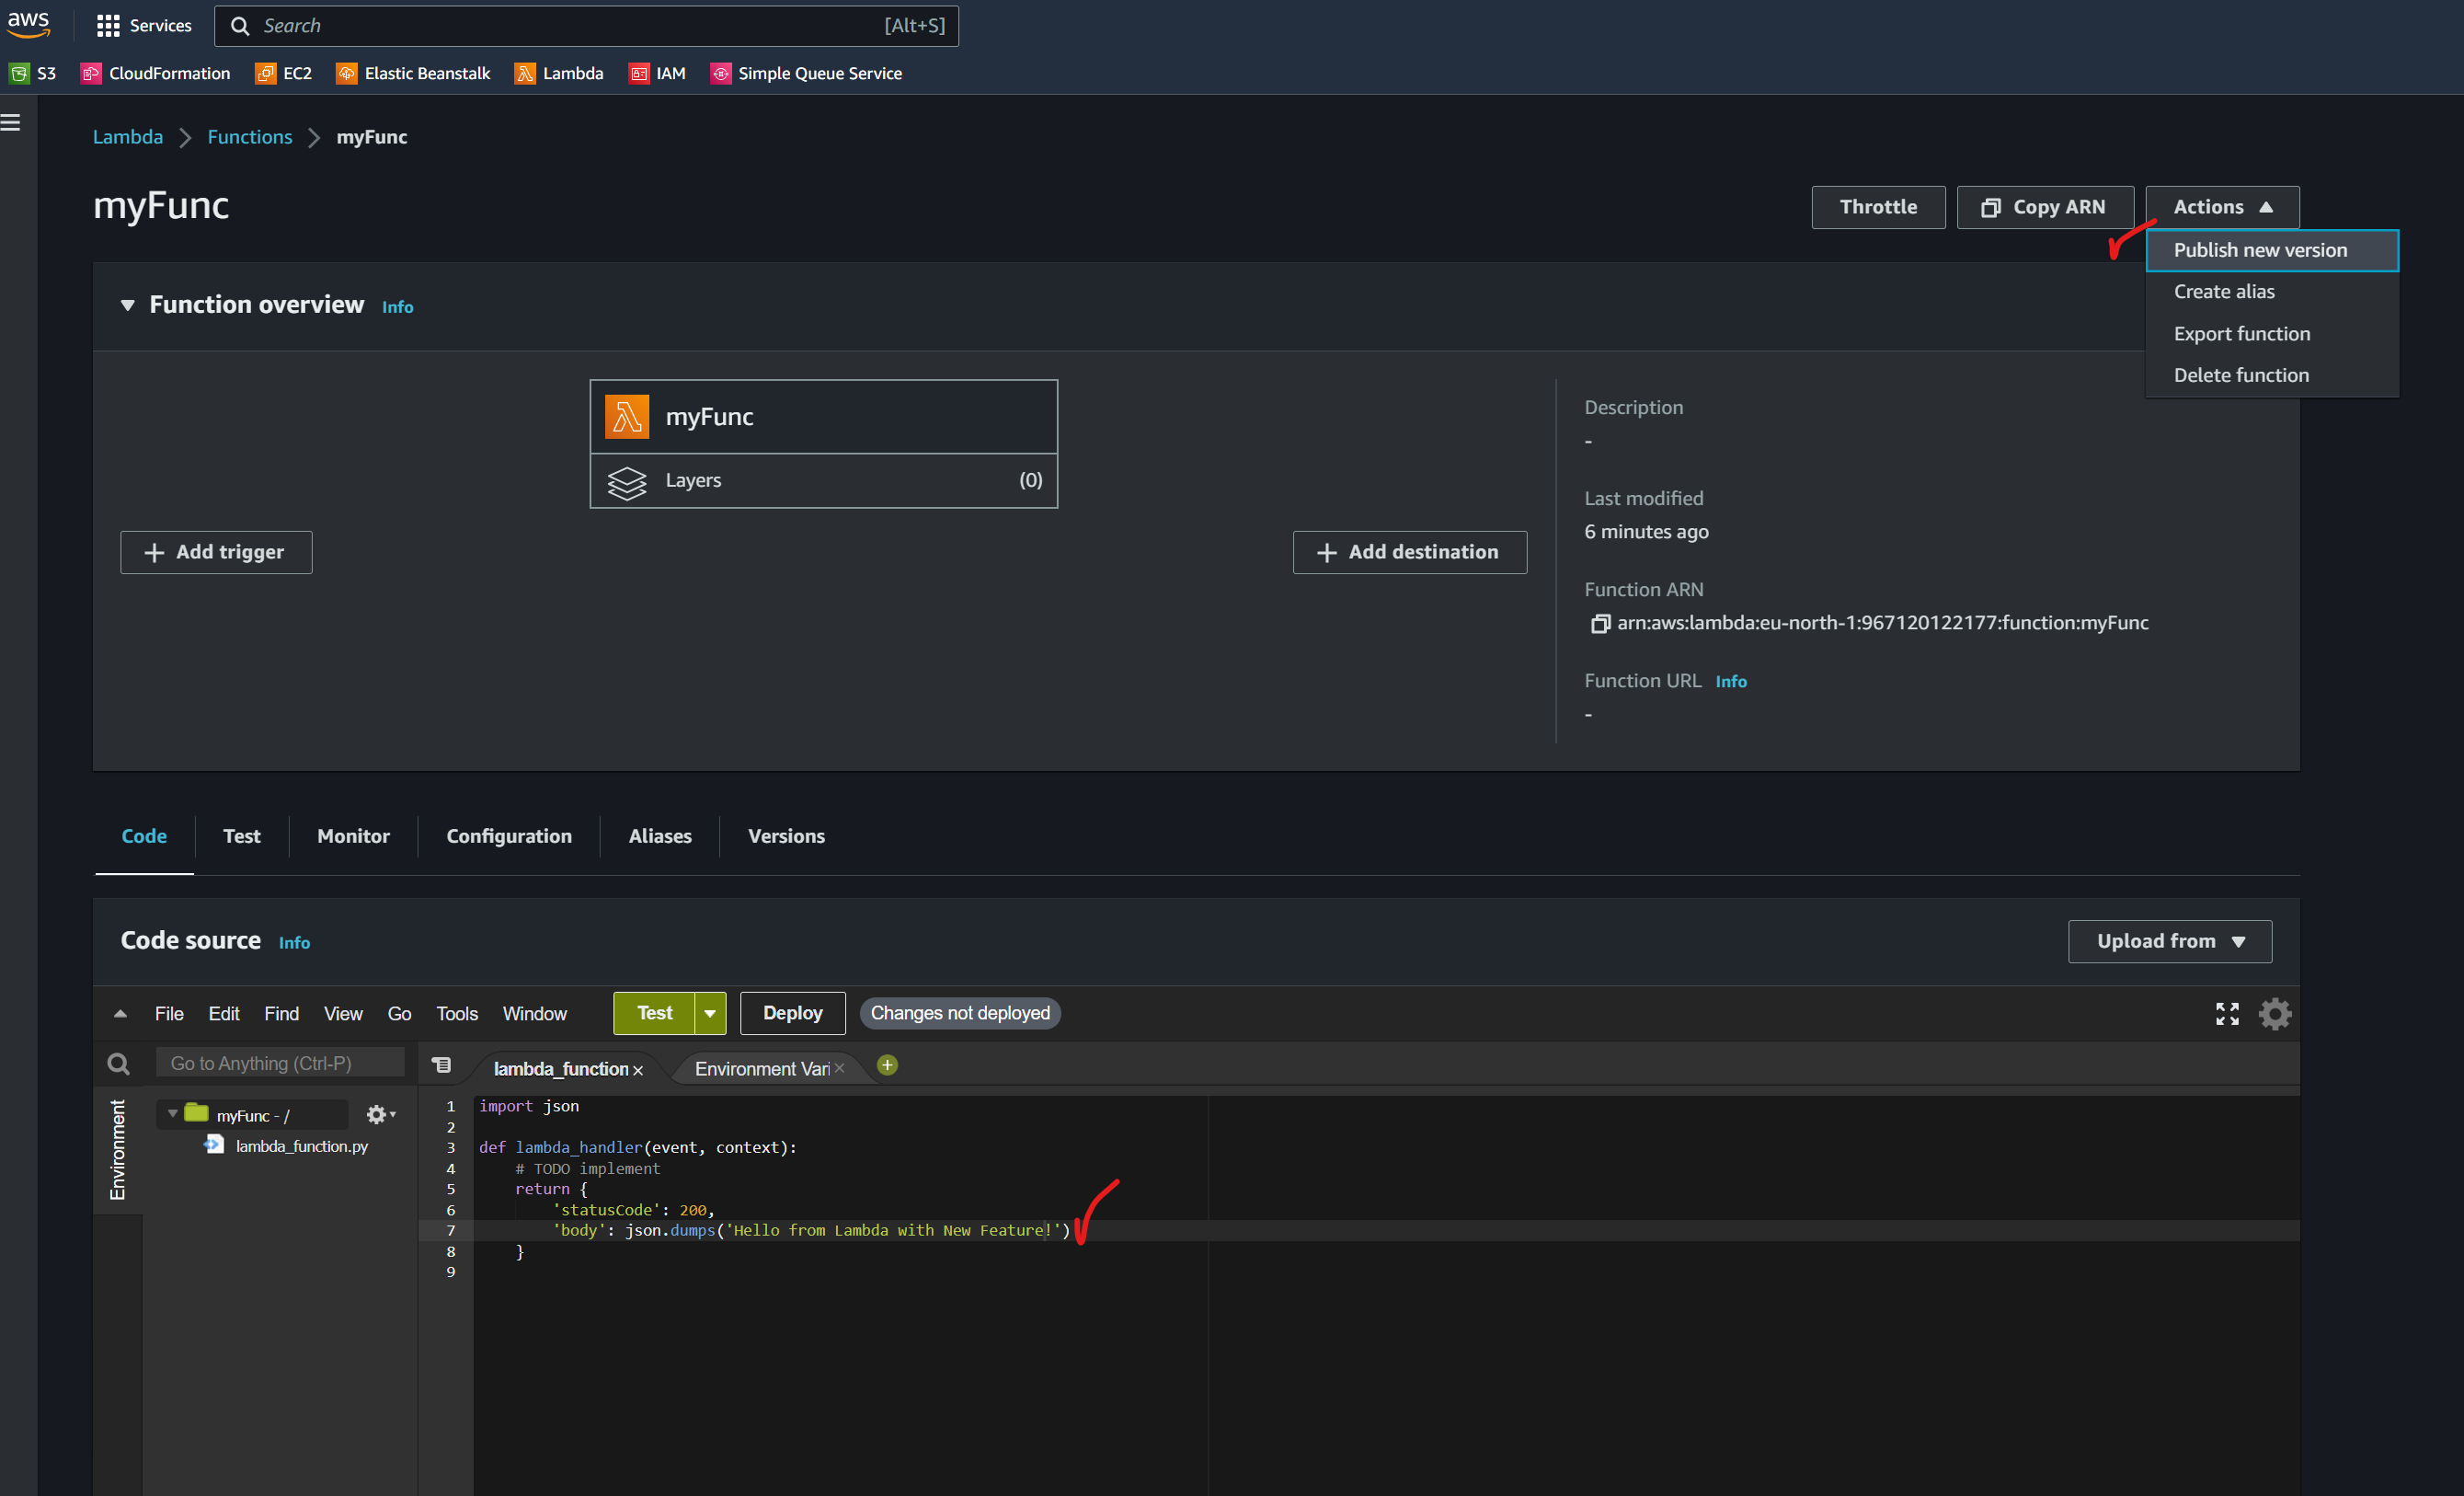 aws Services Search [Alt+S]
S3 CloudFormation EC2 Elastic Beanstalk Lambda IAM Simple Queue Service
Lambda Functions myFunc
myFunc
Throttle Copy ARN Actions
Publish new version
Create alias
Export function
Delete function
Function overview Info
myFunc
Layers (0)
Add trigger
Add destination
Description
-
Last modified
6 minutes ago
Function ARN
arn:aws:lambda:eu-north-1:967120122177:function:myFunc
Function URL Info
-
Code Test Monitor Configuration Aliases Versions
Code source Info
Upload from
File Edit Find View Go Tools Window Test Deploy Changes not deployed
Go to Anything (Ctrl-P)
lambda_function Environment Vari
Environment
myFunc - /
lambda_function.py
1 import json
2
3 def lambda_handler(event, context):
4 # TODO implement
5 return {
6 'statusCode': 200,
7 'body': json.dumps('Hello from Lambda with New Feature!')
8 }
9